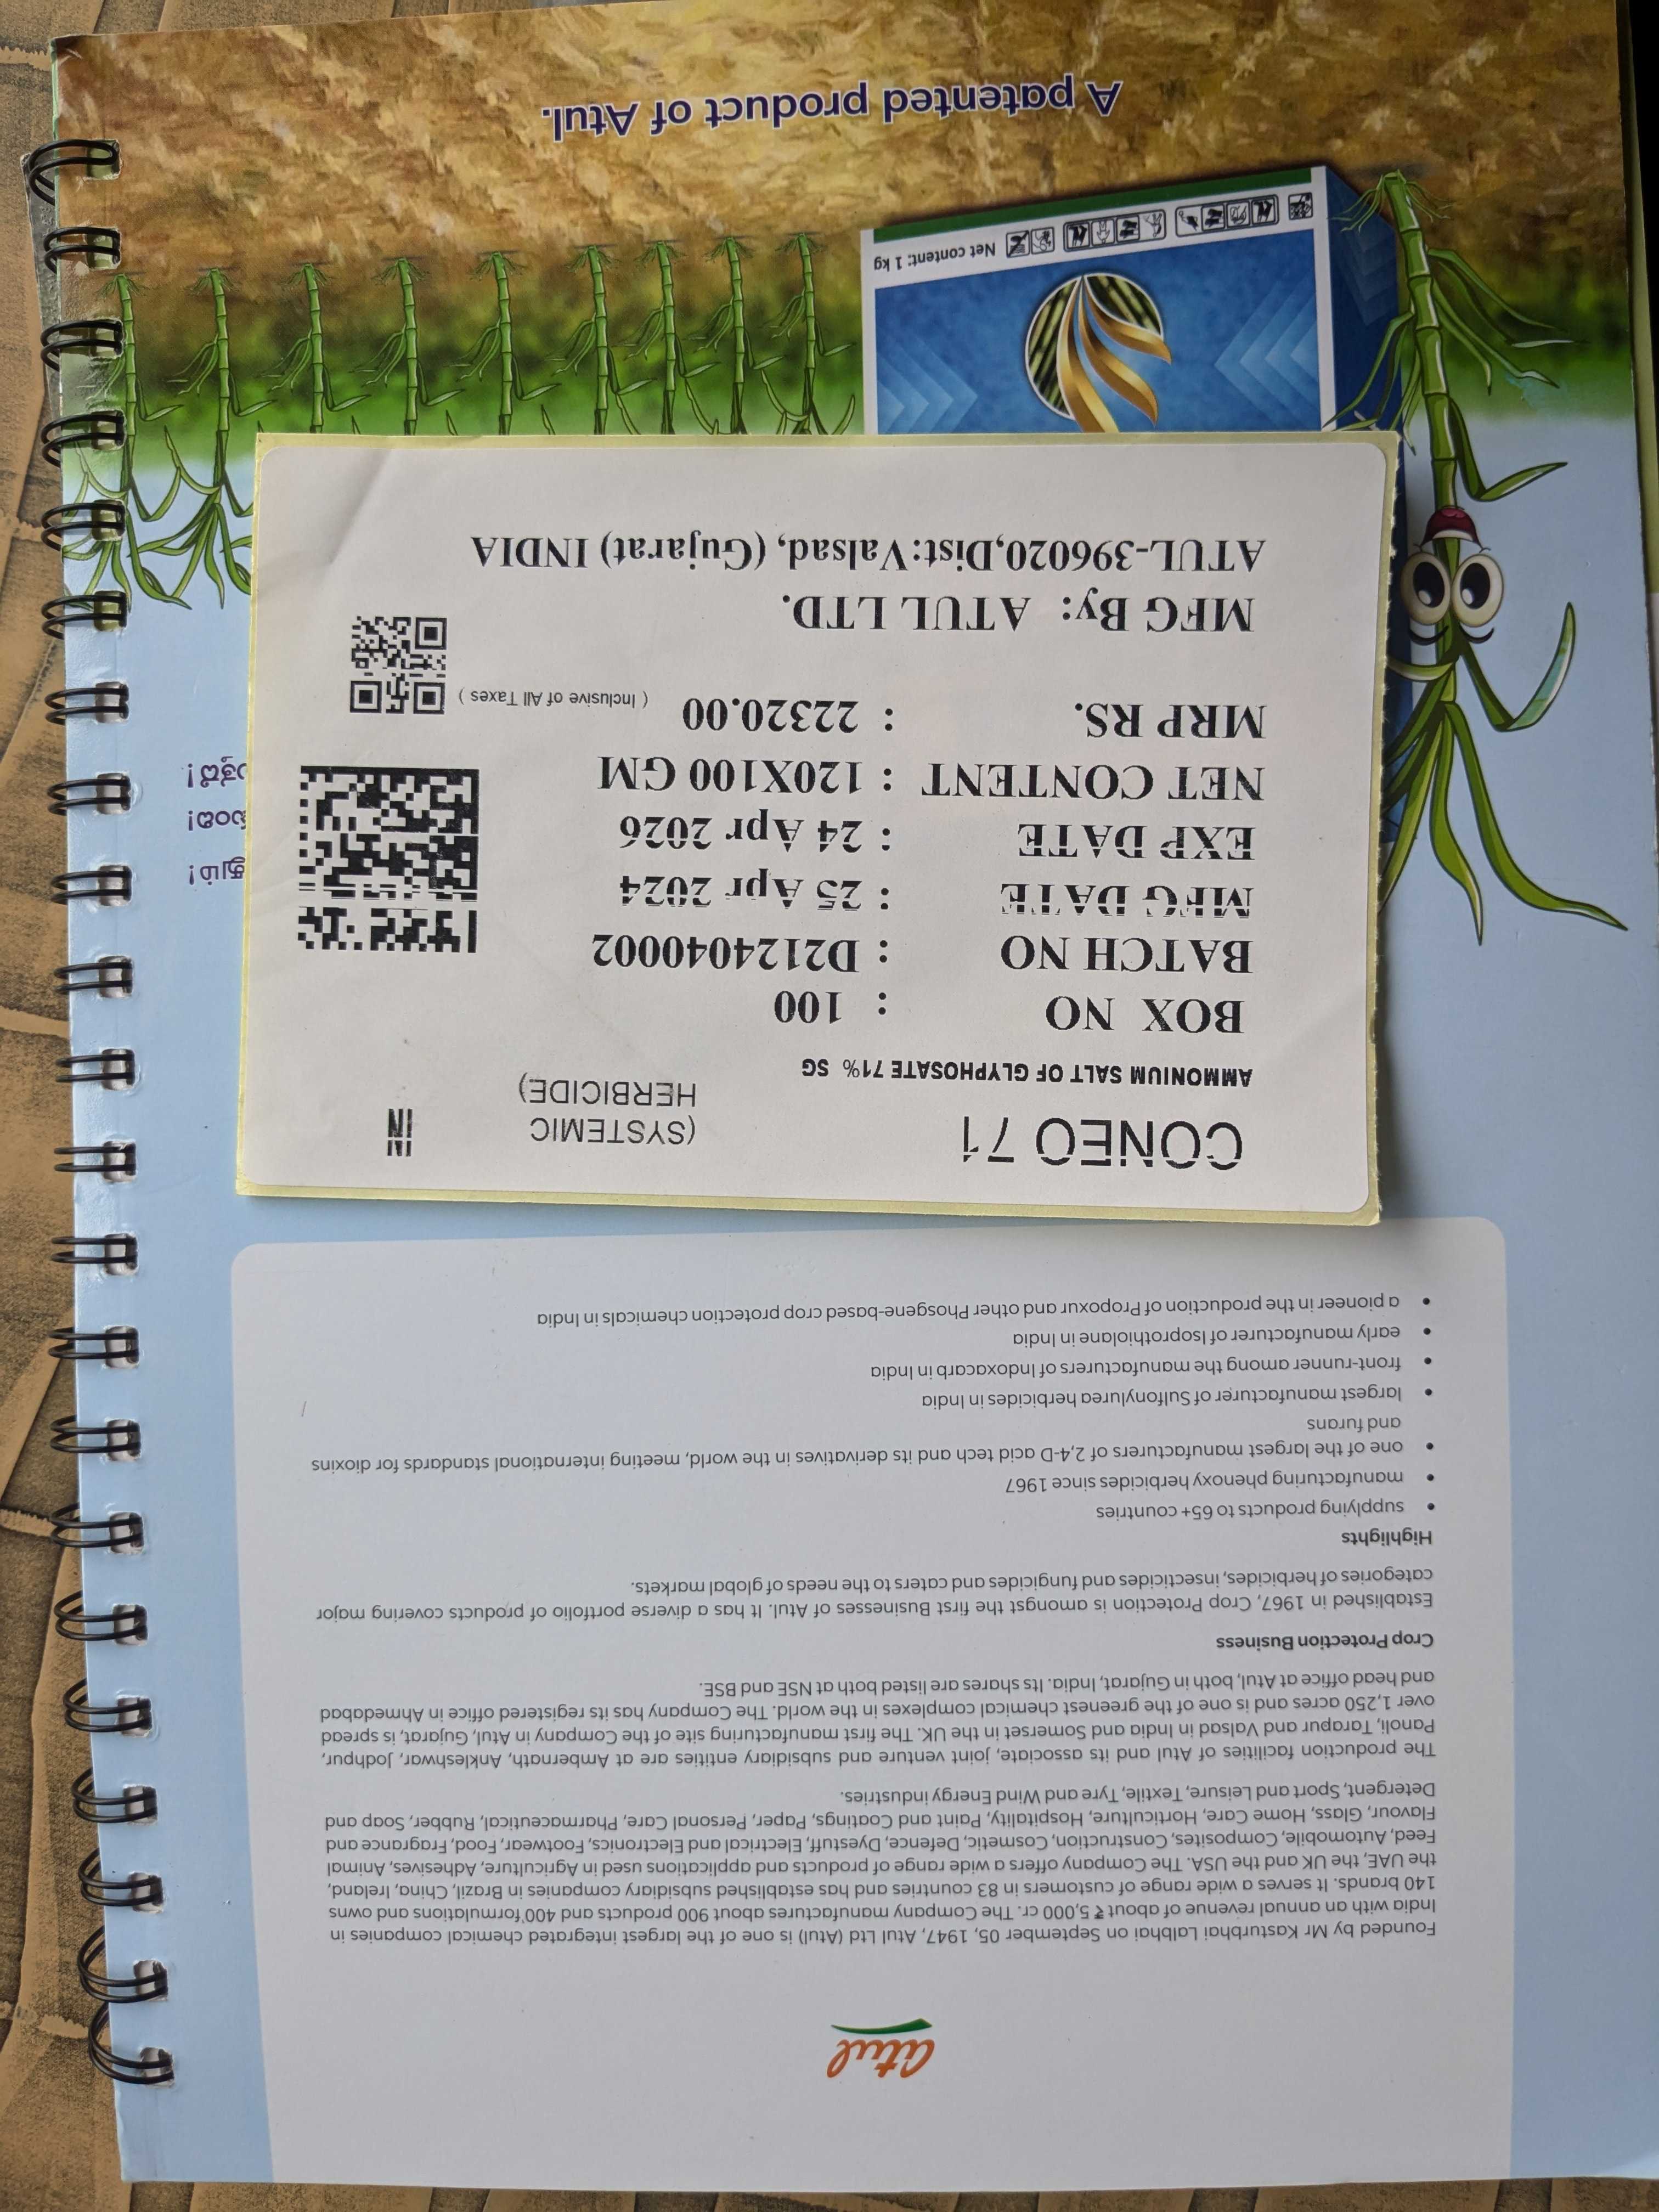 atul
Founded by Mr Kasturbhai Lalbhai on September 05, 1947, Atul Ltd (Atul) is one of the largest integrated chemical companies in
India with an annual revenue of about ₹ 5,000 cr. The Company manufactures about 900 products and 400 formulations and owns
140 brands. It serves a wide range of customers in 83 countries and has established subsidiary companies in Brazil, China, Ireland,
the UAE, the UK and the USA. The Company offers a wide range of products and applications used in Agriculture, Adhesives, Animal
Feed, Automobile, Composites, Construction, Cosmetic, Defence, Dyestuff, Electrical and Electronics, Footwear, Food, Fragrance and
Flavour, Glass, Home Care, Horticulture, Hospitality, Paint and Coatings, Paper, Personal Care, Pharmaceutical, Rubber, Soap and
Detergent, Sport and Leisure, Textile, Tyre and Wind Energy industries.
The production facilities of Atul and its associate, joint venture and subsidiary entities are at Ambernath, Ankleshwar, Jodhpur,
Panoli, Tarapur and Valsad in India and Somerset in the UK. The first manufacturing site of the Company in Atul, Gujarat, is spread
over 1,250 acres and is one of the greenest chemical complexes in the world. The Company has its registered office in Ahmedabad
and head office at Atul, both in Gujarat, India. Its shares are listed both at NSE and BSE.
Crop Protection Business
Established in 1967, Crop Protection is amongst the first Businesses of Atul. It has a diverse portfolio of products covering major
categories of herbicides, insecticides and fungicides and caters to the needs of global markets.
Highlights
• supplying products to 65+ countries
• manufacturing phenoxy herbicides since 1967
• one of the largest manufacturers of 2,4-D acid tech and its derivatives in the world, meeting international standards for dioxins
and furans
• largest manufacturer of Sulfonylurea herbicides in India
• front-runner among the manufacturers of Indoxacarb in India
• early manufacturer of Isoprothiolane in India
• a pioneer in the production of Propoxur and other Phosgene-based crop protection chemicals in India
CONEO 71 (SYSTEMIC
HERBICIDE)
IN
IN
AMMONIUM SALT OF GLYPHOSATE 71% SG
BOX NO : 100
BATCH NO : D2124040002
MFG DATE : 25 Apr 2024
EXP DATE : 24 Apr 2026
NET CONTENT : 120X100 GM
MRP RS. : 22320.00 ( Inclusive of All Taxes )
MFG By: ATUL LTD.
ATUL-396020,Dist:Valsad, (Gujarat) INDIA
Net content: 1 kg
A patented product of Atul.